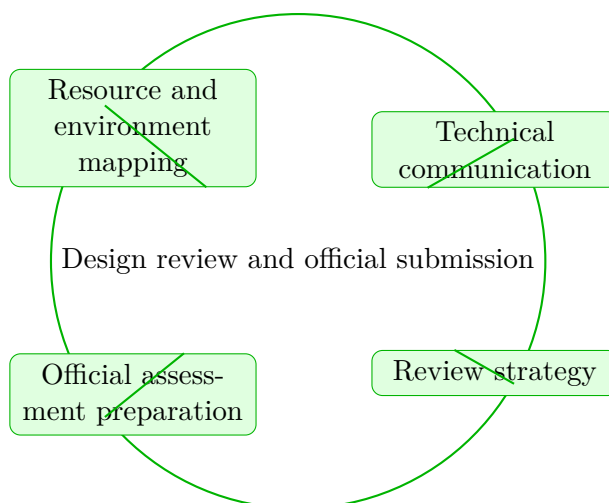 Resource and
environment
mapping
Technical
communication
Design review and official submission
Official assess-
ment preparation
Review strategy